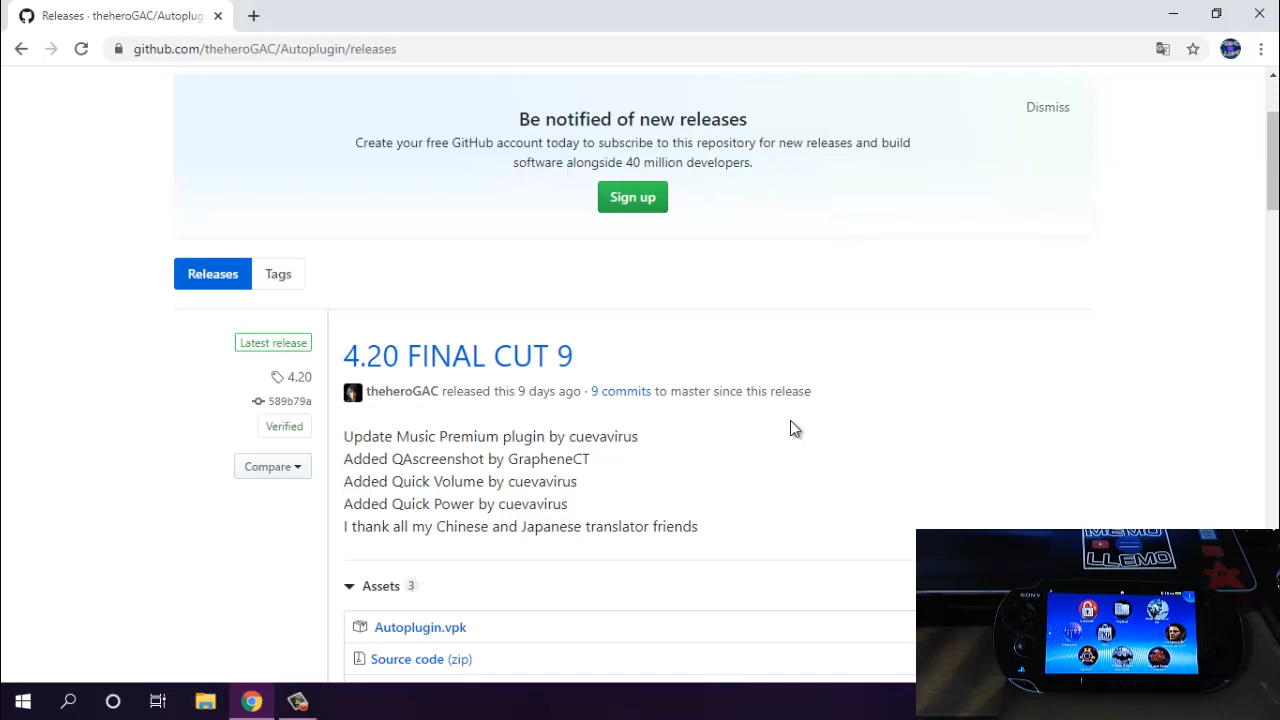 Releases · theheroGAC/Autoplug
github.com/theheroGAC/Autoplugin/releases
Be notified of new releases
Dismiss
Create your free GitHub account today to subscribe to this repository for new releases and build
software alongside 40 million developers.
Sign up
Releases
Tags
Latest release
4.20
589b79a
Verified
Compare
4.20 FINAL CUT 9
theheroGAC released this 9 days ago · 9 commits to master since this release
Update Music Premium plugin by cuevavirus
Added QAscreenshot by GrapheneCT
Added Quick Volume by cuevavirus
Added Quick Power by cuevavirus
I thank all my Chinese and Japanese translator friends
Assets 3
Autoplugin.vpk
Source code (zip)
MEMO
LLEMO
SONY